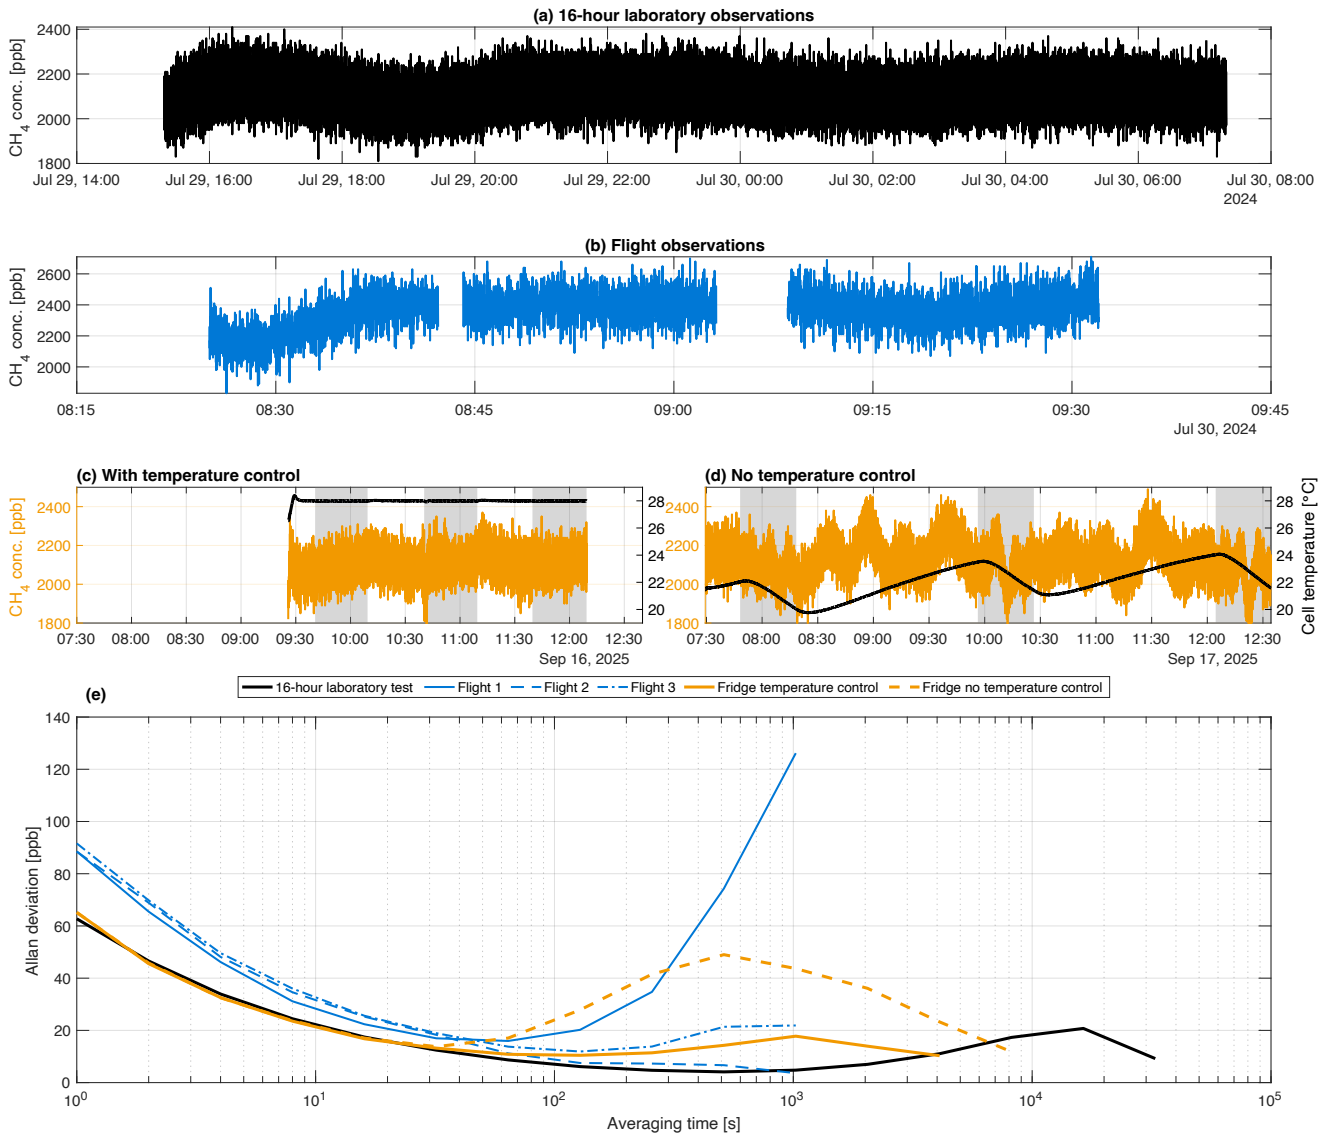 (a) 16-hour laboratory observations
CH4 conc. [ppb]
2400
2200
2000
1800
Jul 29, 14:00 Jul 29, 16:00 Jul 29, 18:00 Jul 29, 20:00 Jul 29, 22:00 Jul 30, 00:00 Jul 30, 02:00 Jul 30, 04:00 Jul 30, 06:00 Jul 30, 08:00
2024
(b) Flight observations
CH4 conc. [ppb]
2600
2400
2200
2000
08:15 08:30 08:45 09:00 09:15 09:30 09:45
Jul 30, 2024
(c) With temperature control
CH4 conc. [ppb]
2400
2200
2000
1800
28
26
24
22
20
07:30 08:00 08:30 09:00 09:30 10:00 10:30 11:00 11:30 12:00 12:30
Sep 16, 2025
(d) No temperature control
2400
2200
2000
1800
28
26
24
22
20
Cell temperature [°C]
07:30 08:00 08:30 09:00 09:30 10:00 10:30 11:00 11:30 12:00 12:30
Sep 17, 2025
(e)
16-hour laboratory test Flight 1 Flight 2 Flight 3 Fridge temperature control Fridge no temperature control
Allan deviation [ppb]
140
120
100
80
60
40
20
0
10^0 10^1 10^2 10^3 10^4 10^5
Averaging time [s]